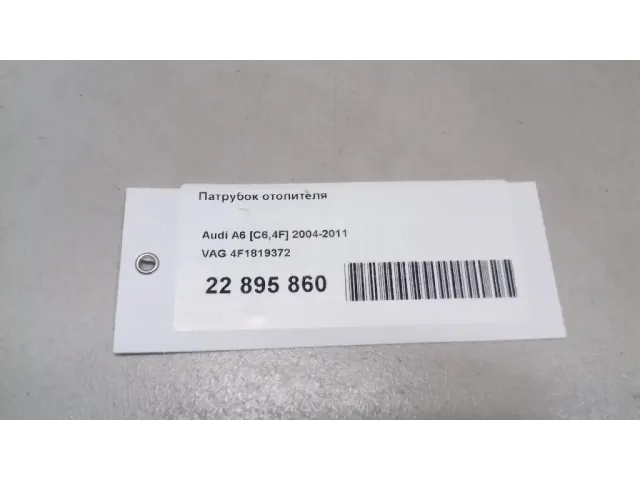 Патрубок отопителя
Audi A6 [C6,4F] 2004-2011
VAG 4F1819372
22 895 860